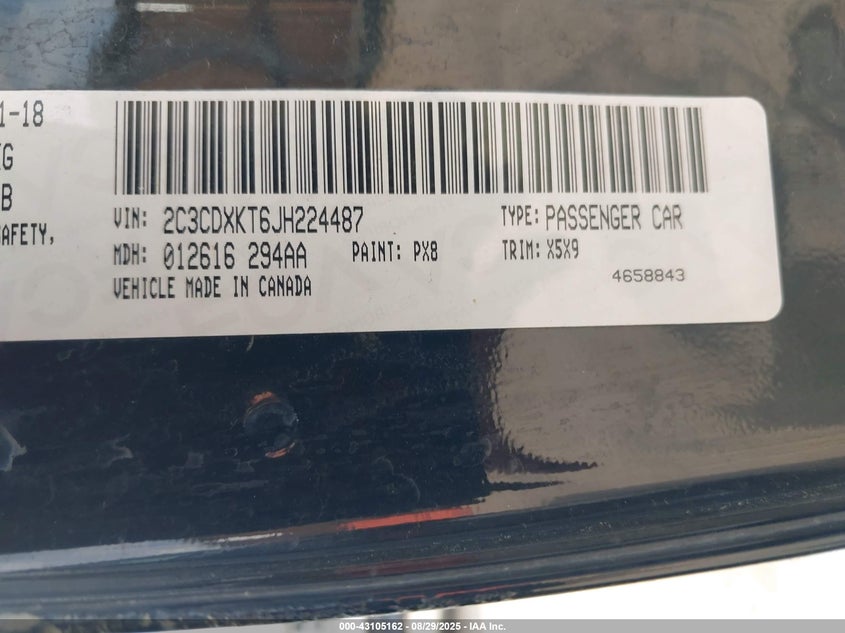 1-18
KG
B
AFETY,
VIN: 2C3CDXKT6JH224487 TYPE: PASSENGER CAR
MDH: 012616 294AA PAINT: PX8 TRIM: X5X9
VEHICLE MADE IN CANADA 4658843
000-43105162 - 08/29/2025 - IAA Inc.